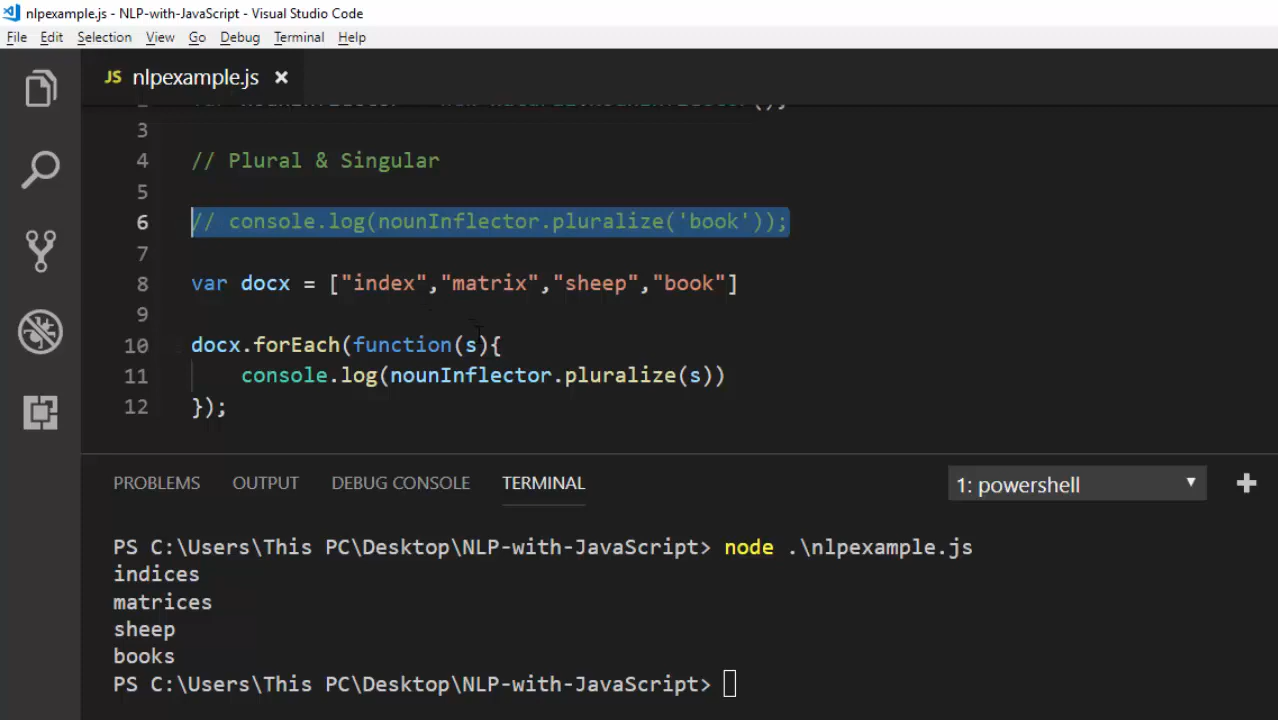 nlpexample.js - NLP-with-JavaScript - Visual Studio Code
File Edit Selection View Go Debug Terminal Help
JS nlpexample.js ×
3
4 // Plural & Singular
5
6 // console.log(nounInflector.pluralize('book'));
7
8 var docx = ["index","matrix","sheep","book"]
9
10 docx.forEach(function(s){
11 console.log(nounInflector.pluralize(s))
12 });
PROBLEMS OUTPUT DEBUG CONSOLE TERMINAL 1: powershell
PS C:\Users\This PC\Desktop\NLP-with-JavaScript> node .\nlpexample.js
indices
matrices
sheep
books
PS C:\Users\This PC\Desktop\NLP-with-JavaScript>